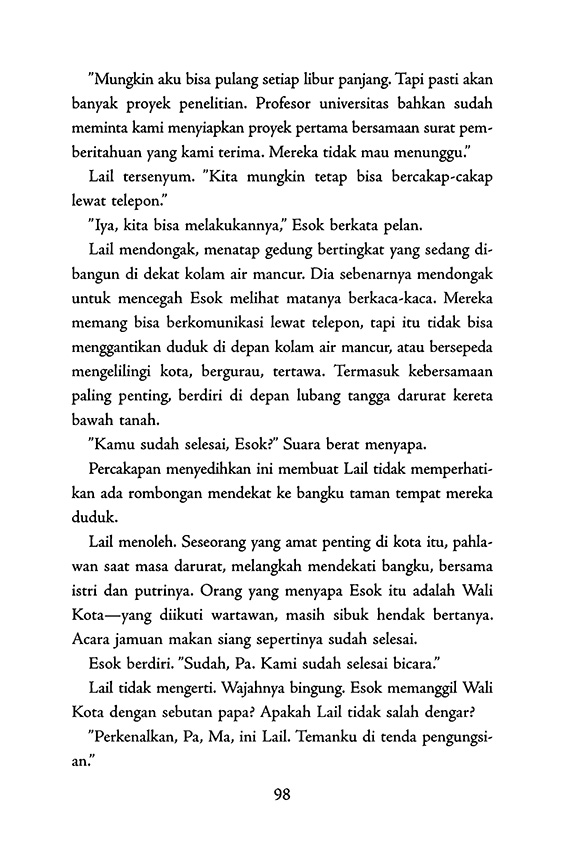 ”Mungkin aku bisa pulang setiap libur panjang. Tapi pasti akan
banyak proyek penelitian. Profesor universitas bahkan sudah
meminta kami menyiapkan proyek pertama bersamaan surat pem-
beritahuan yang kami terima. Mereka tidak mau menunggu.”
Lail tersenyum. ”Kita mungkin tetap bisa bercakap-cakap
lewat telepon.”
”Iya, kita bisa melakukannya,” Esok berkata pelan.
Lail mendongak, menatap gedung bertingkat yang sedang di-
bangun di dekat kolam air mancur. Dia sebenarnya mendongak
untuk mencegah Esok melihat matanya berkaca-kaca. Mereka
memang bisa berkomunikasi lewat telepon, tapi itu tidak bisa
menggantikan duduk di depan kolam air mancur, atau bersepeda
mengelilingi kota, bergurau, tertawa. Termasuk kebersamaan
paling penting, berdiri di depan lubang tangga darurat kereta
bawah tanah.
”Kamu sudah selesai, Esok?” Suara berat menyapa.
Percakapan menyedihkan ini membuat Lail tidak memperhati-
kan ada rombongan mendekat ke bangku taman tempat mereka
duduk.
Lail menoleh. Seseorang yang amat penting di kota itu, pahla-
wan saat masa darurat, melangkah mendekati bangku, bersama
istri dan putrinya. Orang yang menyapa Esok itu adalah Wali
Kota—yang diikuti wartawan, masih sibuk hendak bertanya.
Acara jamuan makan siang sepertinya sudah selesai.
Esok berdiri. ”Sudah, Pa. Kami sudah selesai bicara.”
Lail tidak mengerti. Wajahnya bingung. Esok memanggil Wali
Kota dengan sebutan papa? Apakah Lail tidak salah dengar?
”Perkenalkan, Pa, Ma, ini Lail. Temanku di tenda pengungsi-
an.”
98